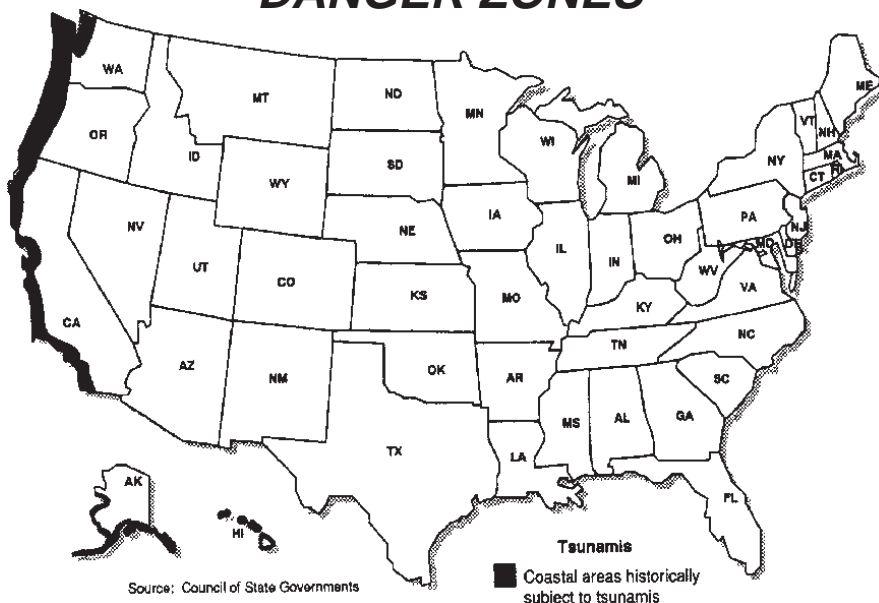 DANGER ZONES
WA
MT
ND
MN
ME
OR
ID
WY
SD
WI
MI
VT
NH
NY
MA
CT
RI
NV
UT
CO
NE
IA
IL
IN
OH
PA
NJ
MD
DE
WV
VA
CA
KS
MO
KY
NC
AZ
NM
OK
AR
TN
SC
TX
LA
MS
AL
GA
FL
AK
HI
Tsunamis
Coastal areas historically
subject to tsunamis
Source: Council of State Governments